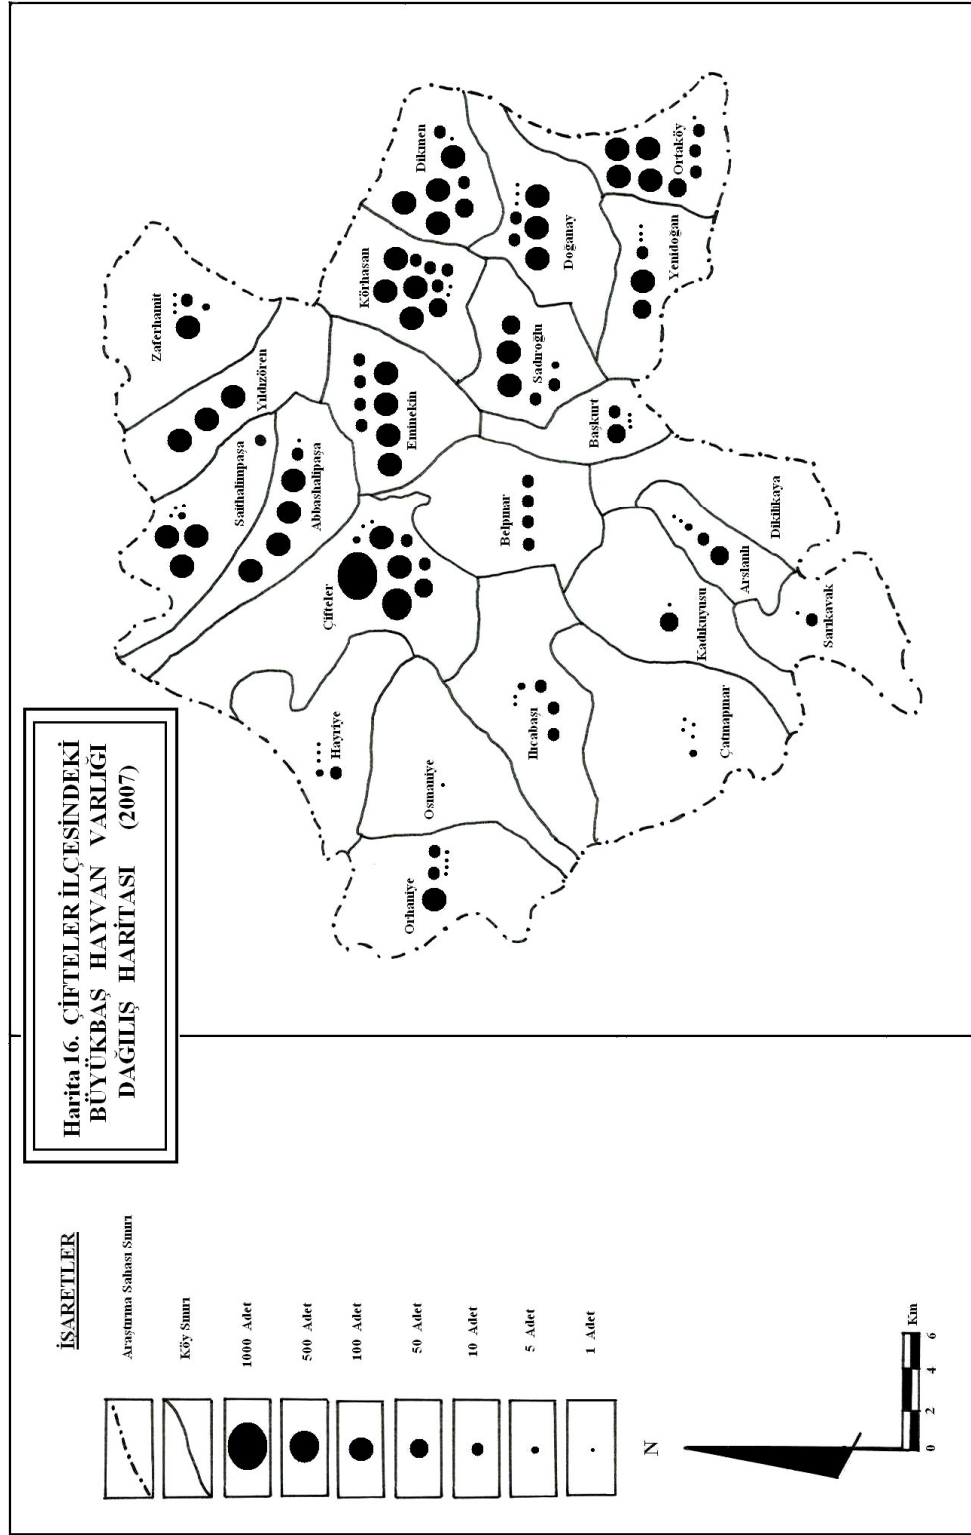 Harita 16. ÇİFTELER İLÇESİNDEKİ
BÜYÜKBAŞ HAYVAN VARLIĞI
DAĞILIŞ HARİTASI (2007)
Zaferhamit
Yıldızören
Saithalimpaşa
Abbashalipaşa
Çifteler
Hayriye
Osmaniye
Orhaniye
Ilıcabaşı
Çatmapınar
Kadıkuyusu
Sarıkavak
Arslanlı
Dikilikaya
Belpınar
Başkurt
Eminekin
Sadıroğlu
Körhasan
Dikmen
Doğanay
Yenidoğan
Ortaköy
İŞARETLER
Araştırma Sahası Sınırı
Köy Sınırı
1000 Adet
500 Adet
100 Adet
50 Adet
10 Adet
5 Adet
1 Adet
N
0 2 4 6
Km